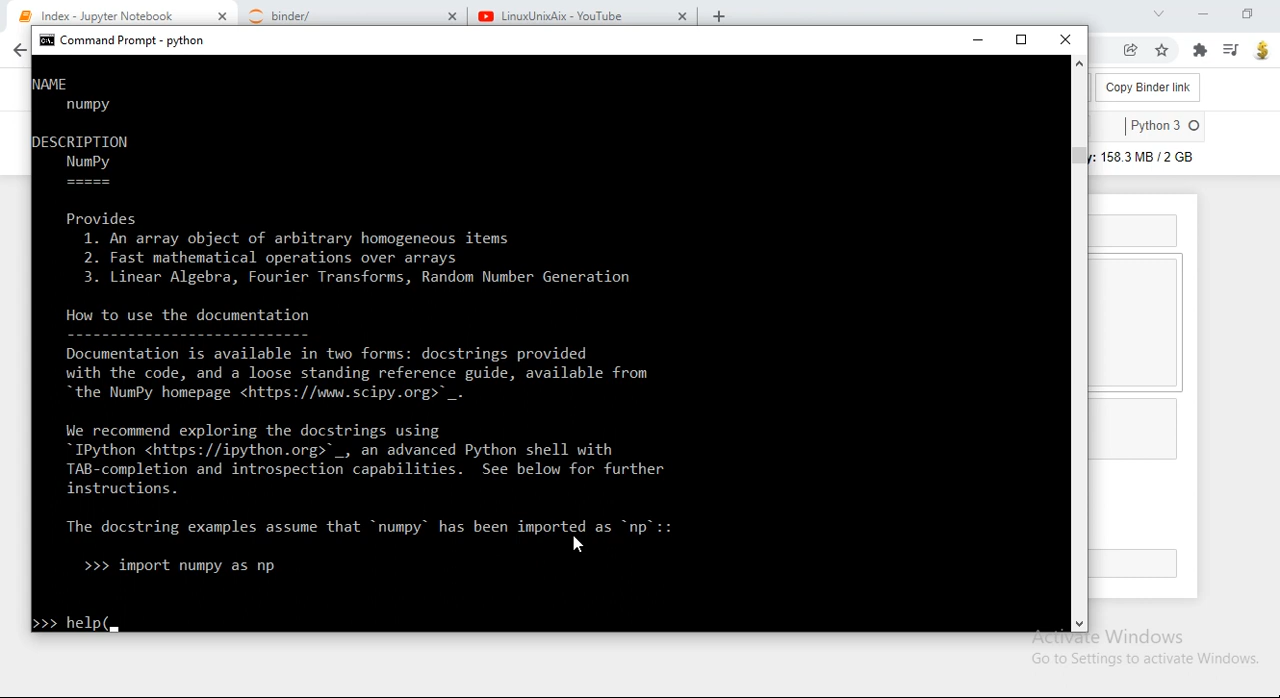 Index - Jupyter Notebook
binder/
LinuxUnixAix - YouTube
Command Prompt - python
Copy Binder link
Python 3
y: 158.3 MB / 2 GB
NAME
numpy
DESCRIPTION
NumPy
=====
Provides
1. An array object of arbitrary homogeneous items
2. Fast mathematical operations over arrays
3. Linear Algebra, Fourier Transforms, Random Number Generation
How to use the documentation
----------------------------
Documentation is available in two forms: docstrings provided
with the code, and a loose standing reference guide, available from
`the NumPy homepage <https://www.scipy.org>`_.
We recommend exploring the docstrings using
`IPython <https://ipython.org>`_, an advanced Python shell with
TAB-completion and introspection capabilities.  See below for further
instructions.
The docstring examples assume that `numpy` has been imported as `np`::
>>> import numpy as np
>>> help(_
Activate Windows
Go to Settings to activate Windows.